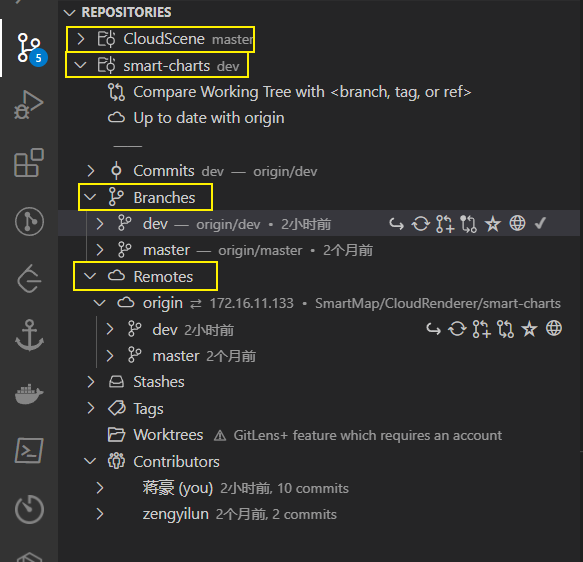 REPOSITORIES
CloudScene master
smart-charts dev
Compare Working Tree with <branch, tag, or ref>
Up to date with origin
Commits dev — origin/dev
Branches
dev — origin/dev • 2小时前
master — origin/master • 2个月前
Remotes
origin ⇄ 172.16.11.133 • SmartMap/CloudRenderer/smart-charts
dev 2小时前
master 2个月前
Stashes
Tags
Worktrees ⚠ GitLens+ feature which requires an account
Contributors
蒋豪 (you) 2小时前, 10 commits
zengyilun 2个月前, 2 commits
5